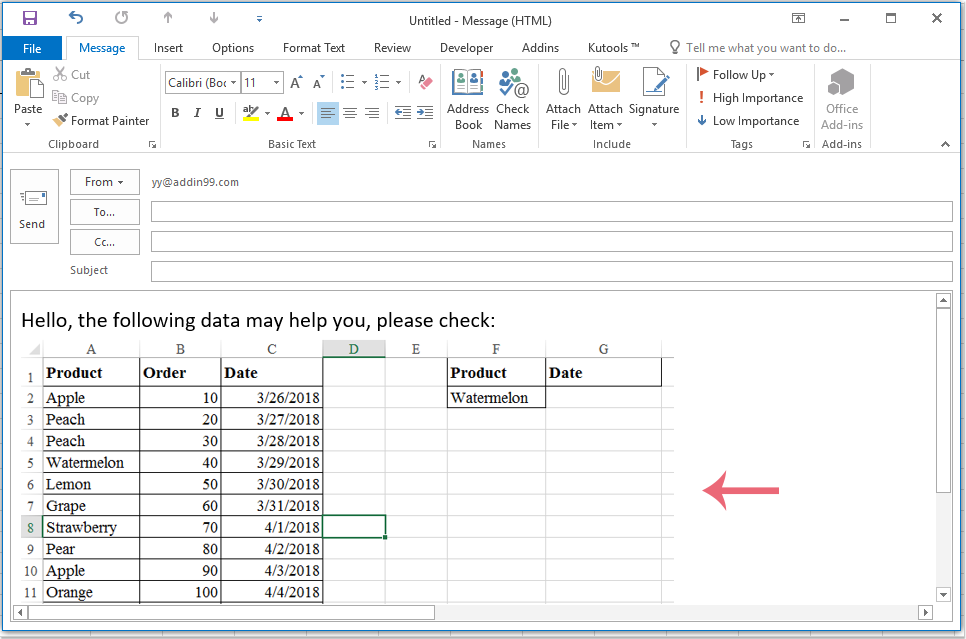 Untitled - Message (HTML)
File Message Insert Options Format Text Review Developer Addins Kutools ™ Tell me what you want to do...
Paste
Cut
Copy
Format Painter
Clipboard
Calibri (Bo 11 A A
B I U A
Basic Text
Address Book
Check Names
Names
Attach File
Attach Item
Signature
Include
Follow Up
High Importance
Low Importance
Tags
Office Add-ins
Add-ins
Send
From yy@addin99.com
To...
Cc...
Subject
Hello, the following data may help you, please check:
A B C D E F G
1 Product Order Date Product Date
2 Apple 10 3/26/2018 Watermelon
3 Peach 20 3/27/2018
4 Peach 30 3/28/2018
5 Watermelon 40 3/29/2018
6 Lemon 50 3/30/2018
7 Grape 60 3/31/2018
8 Strawberry 70 4/1/2018
9 Pear 80 4/2/2018
10 Apple 90 4/3/2018
11 Orange 100 4/4/2018